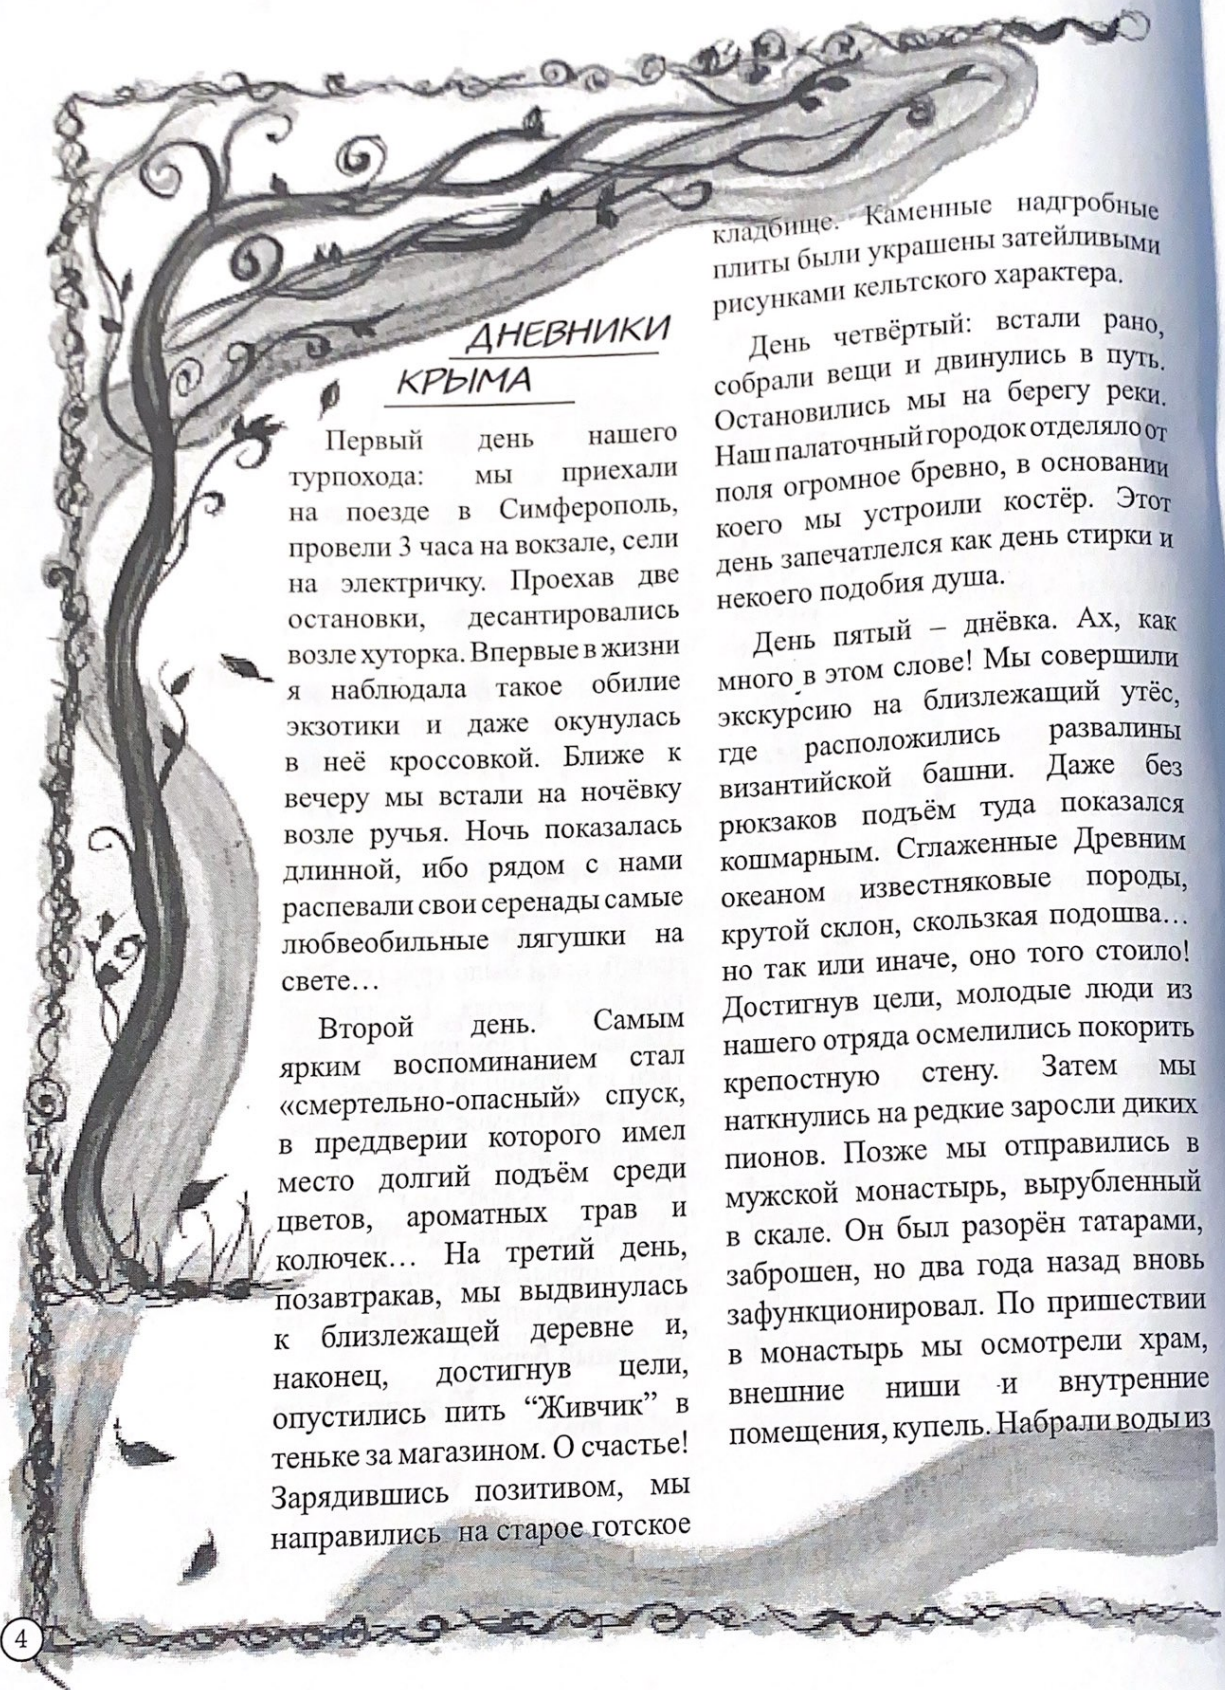 ДНЕВНИКИ
КРЫМА
Первый день нашего
турпохода: мы приехали
на поезде в Симферополь,
провели 3 часа на вокзале, сели
на электричку. Проехав две
остановки, десантировались
возле хуторка. Впервые в жизни
я наблюдала такое обилие
экзотики и даже окунулась
в неё кроссовкой. Ближе к
вечеру мы встали на ночёвку
возле ручья. Ночь показалась
длинной, ибо рядом с нами
распевали свои серенады самые
любвеобильные лягушки на
свете...
Второй день. Самым
ярким воспоминанием стал
«смертельно-опасный» спуск,
в преддверии которого имел
место долгий подъём среди
цветов, ароматных трав и
колючек... На третий день,
позавтракав, мы выдвинулась
к близлежащей деревне и,
наконец, достигнув цели,
опустились пить “Живчик” в
теньке за магазином. О счастье!
Зарядившись позитивом, мы
направились на старое готское
кладбище. Каменные надгробные
плиты были украшены затейливыми
рисунками кельтского характера.
День четвёртый: встали рано,
собрали вещи и двинулись в путь.
Остановились мы на берегу реки.
Наш палаточный городок отделяло от
поля огромное бревно, в основании
коего мы устроили костёр. Этот
день запечатлелся как день стирки и
некоего подобия душа.
День пятый – днёвка. Ах, как
много в этом слове! Мы совершили
экскурсию на близлежащий утёс,
где расположились развалины
византийской башни. Даже без
рюкзаков подъём туда показался
кошмарным. Сглаженные Древним
океаном известняковые породы,
крутой склон, скользкая подошва...
но так или иначе, оно того стоило!
Достигнув цели, молодые люди из
нашего отряда осмелились покорить
крепостную стену. Затем мы
наткнулись на редкие заросли диких
пионов. Позже мы отправились в
мужской монастырь, вырубленный
в скале. Он был разорён татарами,
заброшен, но два года назад вновь
зафункционировал. По пришествии
в монастырь мы осмотрели храм,
внешние ниши и внутренние
помещения, купель. Набрали воды из
4